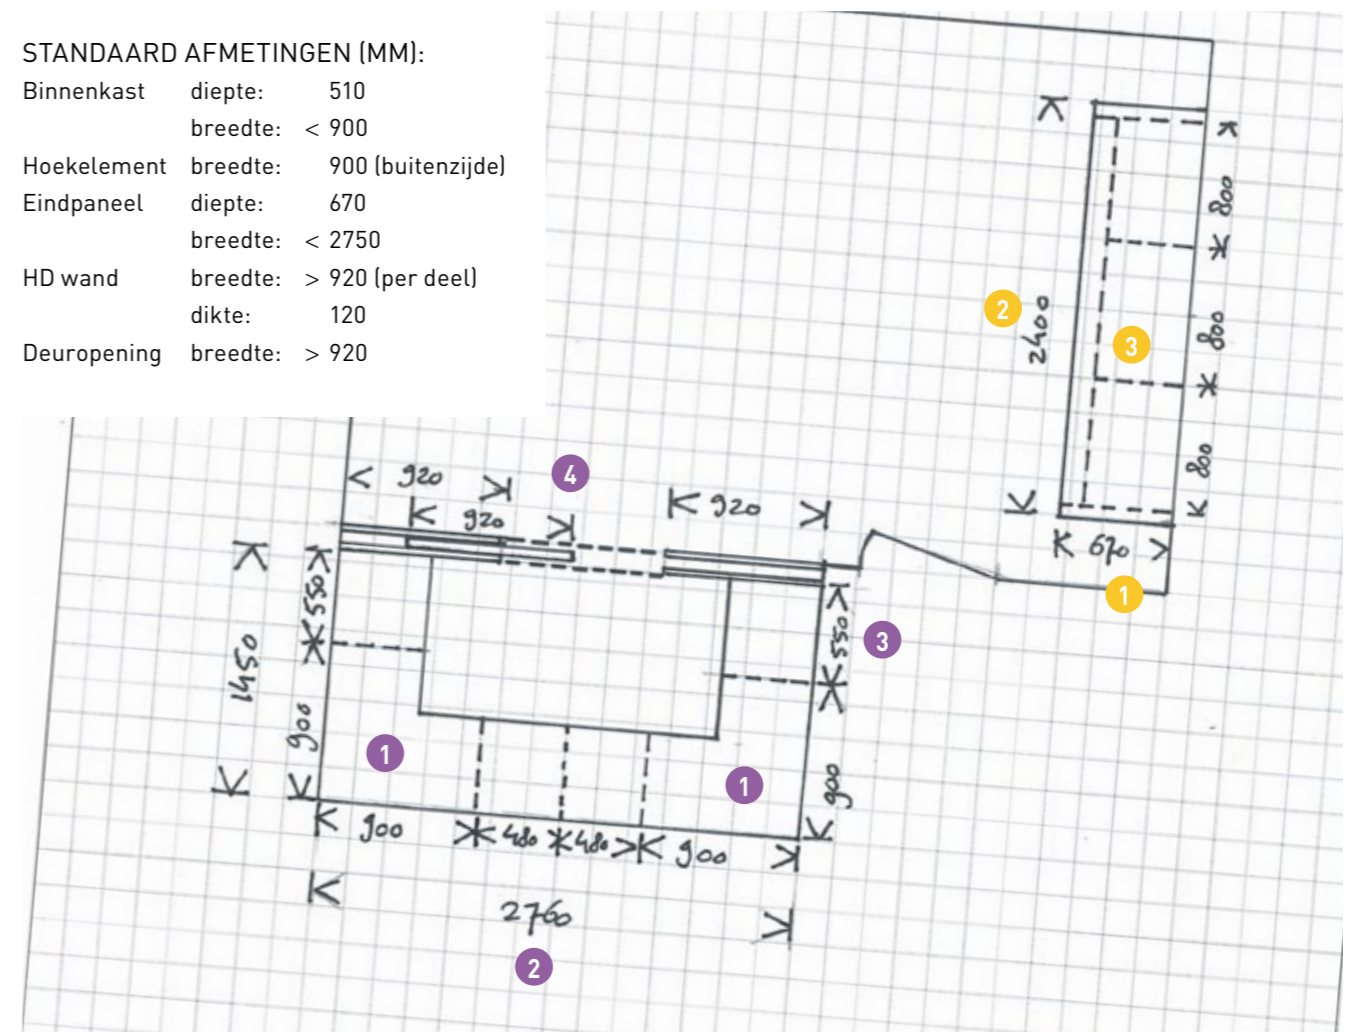 STANDAARD AFMETINGEN (MM):
Binnenkast diepte: 510
breedte: < 900
Hoekelement breedte: 900 (buitenzijde)
Eindpaneel diepte: 670
breedte: < 2750
HD wand breedte: > 920 (per deel)
dikte: 120
Deuropening breedte: > 920
800
2
2400
800
3
800
670
1
920
4
920
920
550
550
3
1450
900
1
1
900
900
480
480
900
2760
2